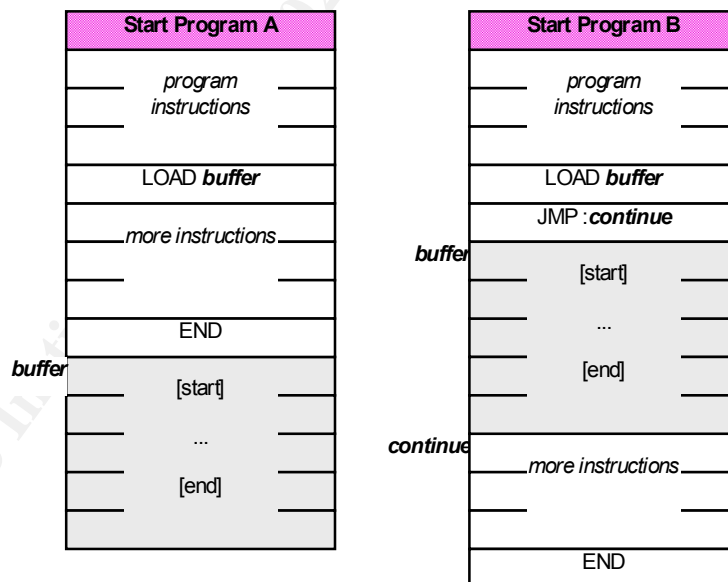 Start Program A
program
instructions
LOAD buffer
more instructions
END
buffer
[start]
...
[end]
Start Program B
program
instructions
LOAD buffer
JMP :continue
buffer
[start]
...
[end]
continue
more instructions
END